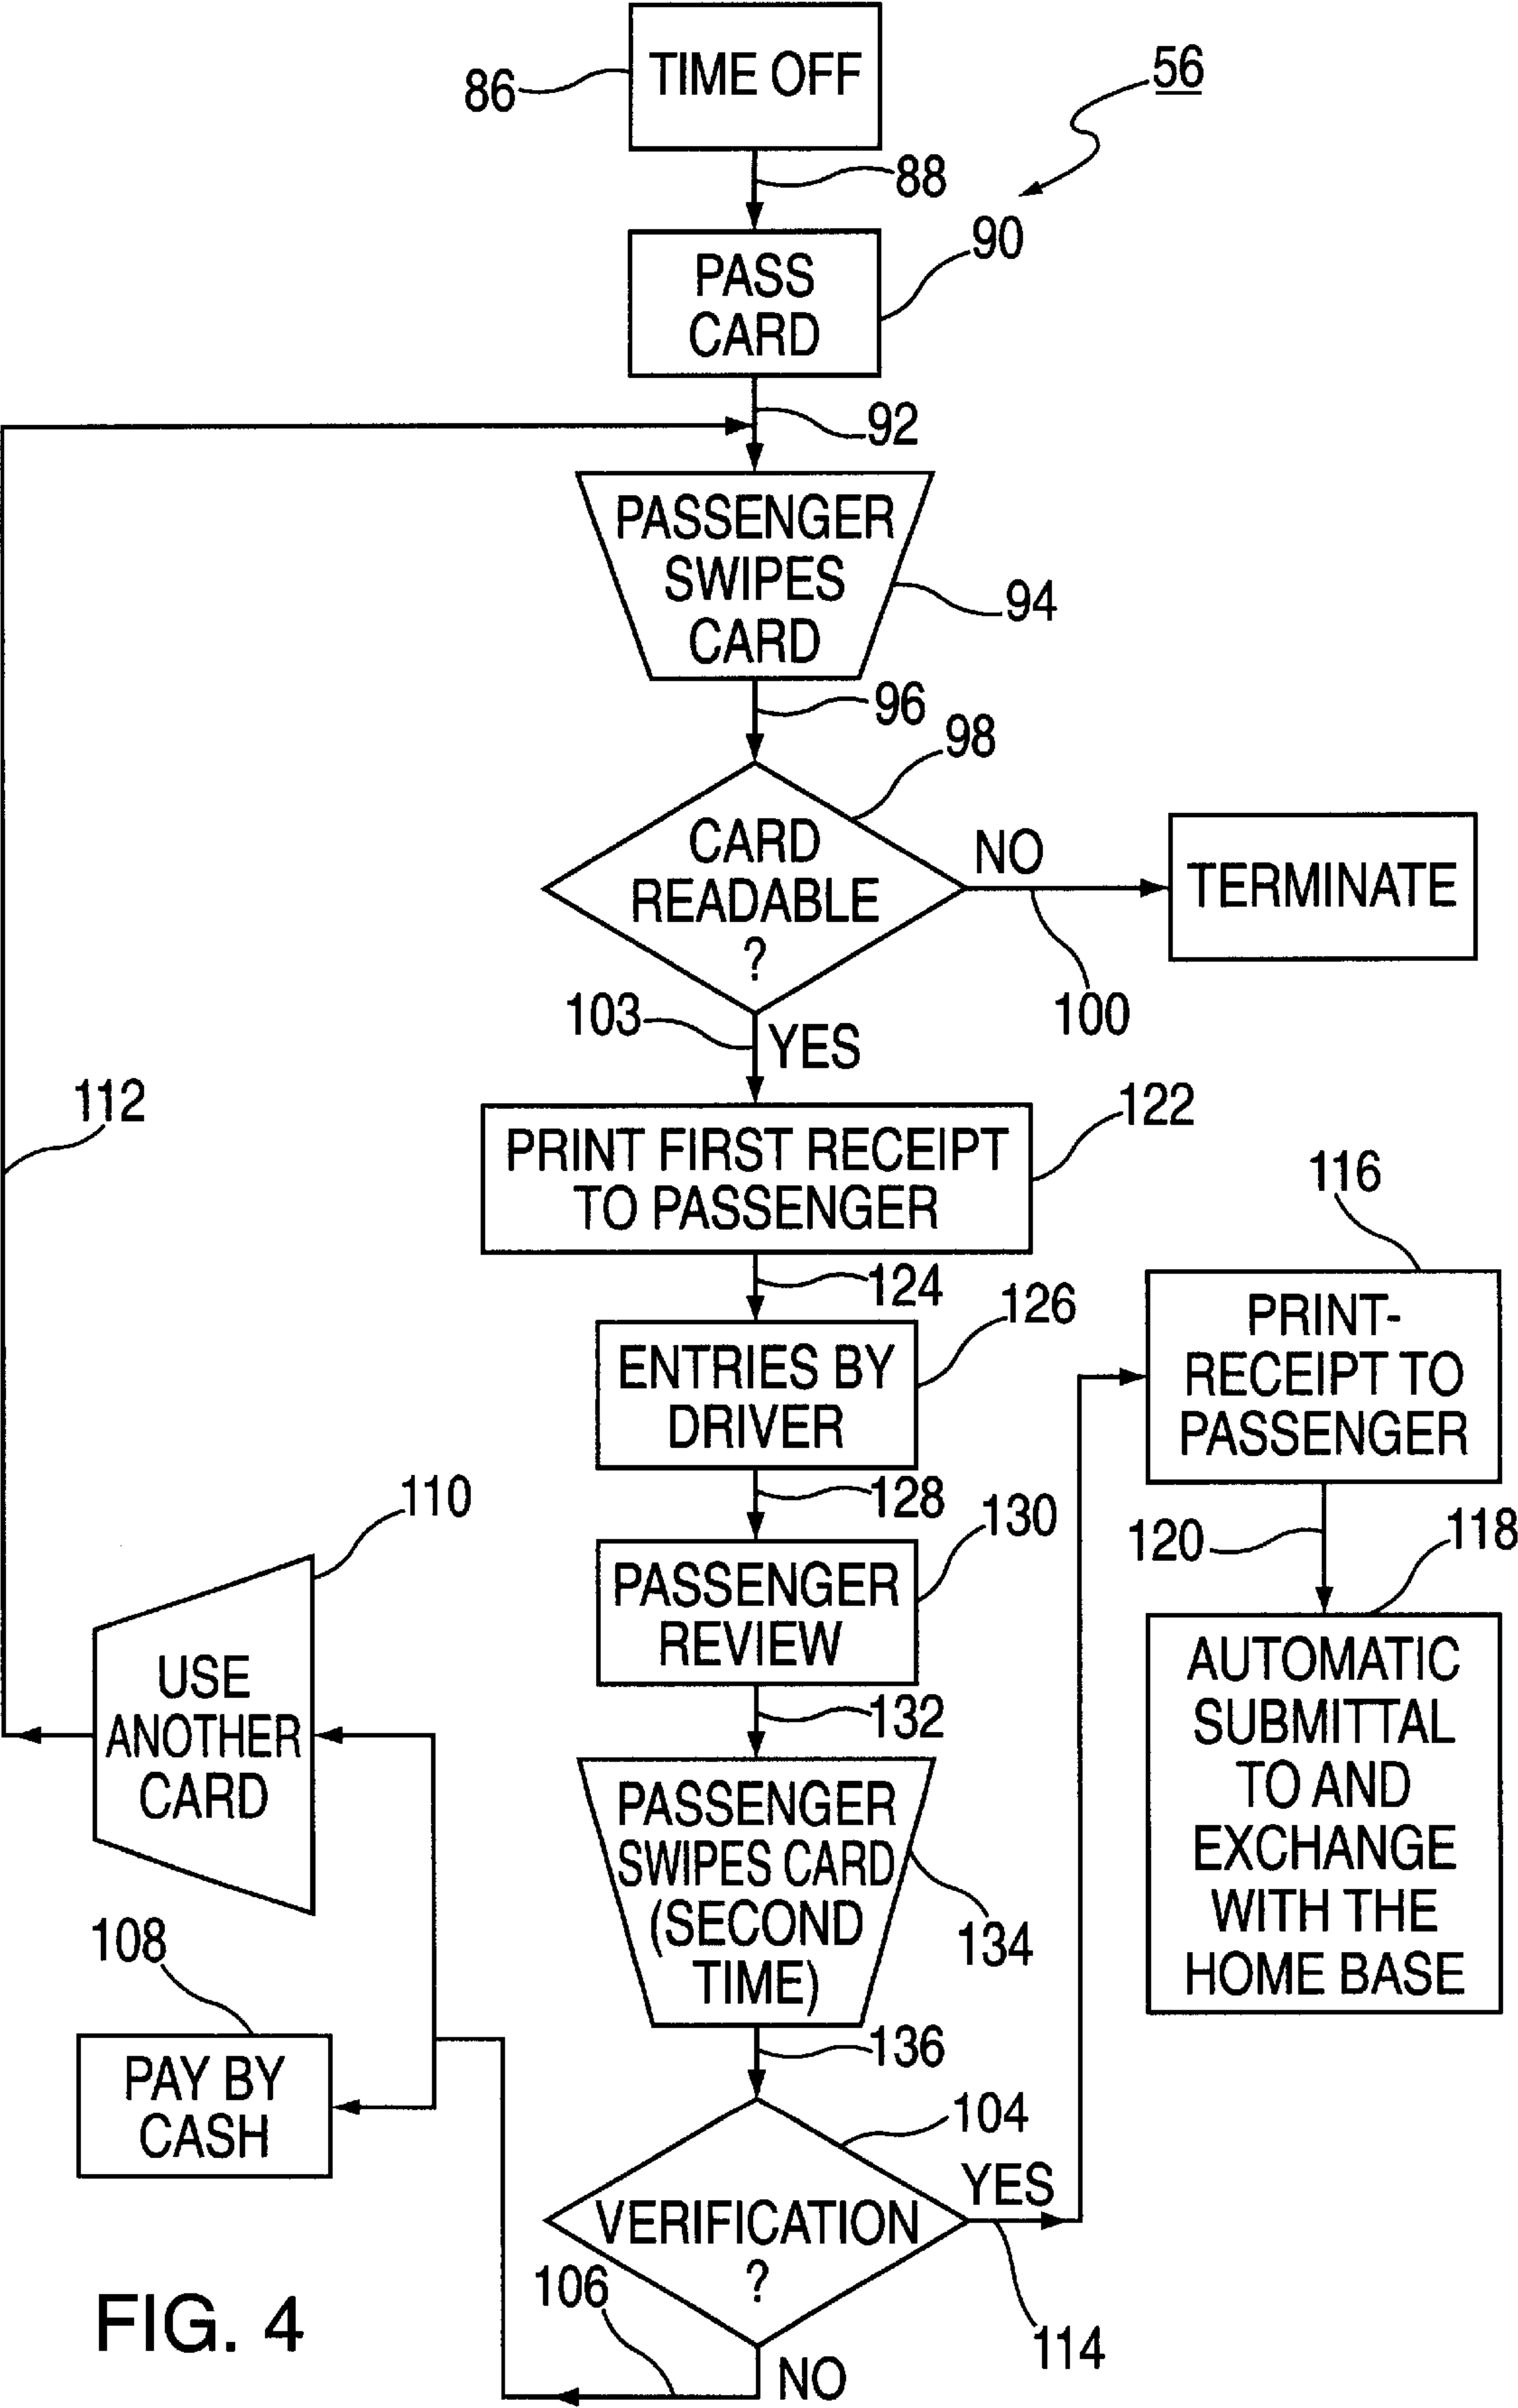 TIME OFF
86
56
88
90
PASS
CARD
92
PASSENGER
SWIPES
CARD
94
96
98
CARD
READABLE
?
NO
TERMINATE
100
103
YES
112
122
PRINT FIRST RECEIPT
TO PASSENGER
116
124
126
PRINT-
RECEIPT TO
PASSENGER
ENTRIES BY
DRIVER
128
110
130
120
118
PASSENGER
REVIEW
USE
ANOTHER
CARD
132
AUTOMATIC
SUBMITTAL
TO AND
EXCHANGE
WITH THE
HOME BASE
PASSENGER
SWIPES CARD
(SECOND
TIME)
134
108
136
PAY BY
CASH
104
YES
VERIFICATION
?
106
114
NO
FIG. 4